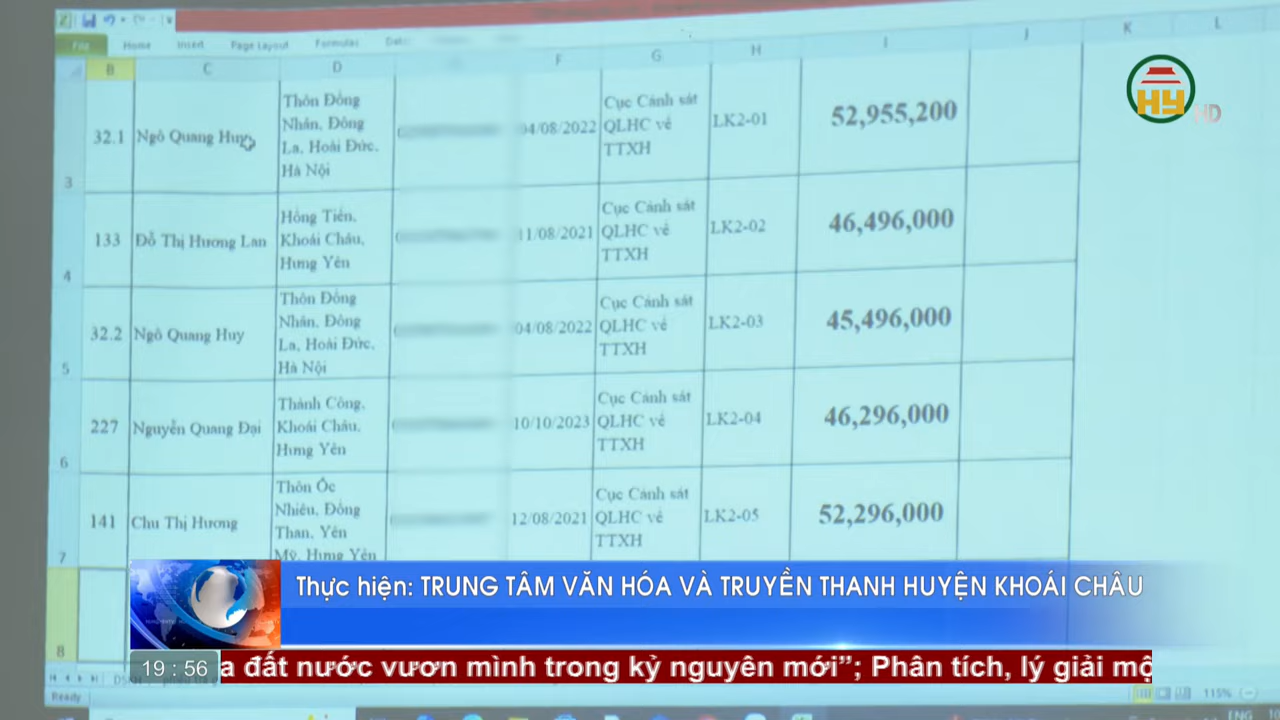 File Home Insert Page Layout Formulas
B C D F G H I J K L
HY HD
3 32.1 Ngô Quang Huy
Thôn Đồng
Nhân, Đông
La, Hoài Đức,
Hà Nội
04/08/2022
Cục Cảnh sát
QLHC về
TTXH
LK2-01 52,955,200
4 133 Đỗ Thị Hương Lan
Hồng Tiến,
Khoái Châu,
Hưng Yên
11/08/2021
Cục Cảnh sát
QLHC về
TTXH
LK2-02 46,496,000
5 32.2 Ngô Quang Huy
Thôn Đồng
Nhân, Đông
La, Hoài Đức,
Hà Nội
04/08/2022
Cục Cảnh sát
QLHC về
TTXH
LK2-03 45,496,000
6 227 Nguyễn Quang Đại
Thành Công,
Khoái Châu,
Hưng Yên
10/10/2023
Cục Cảnh sát
QLHC về
TTXH
LK2-04 46,296,000
7 141 Chu Thị Hương
Thôn Ốc
Nhiêu, Đồng
Than, Yên
Mỹ, Hưng Yên
12/08/2021
Cục Cảnh sát
QLHC về
TTXH
LK2-05 52,296,000
8
Thực hiện: TRUNG TÂM VĂN HÓA VÀ TRUYỀN THANH HUYỆN KHOÁI CHÂU
19 : 56 a đất nước vươn mình trong kỷ nguyên mới”; Phân tích, lý giải mộ
Ready 115%
ENG